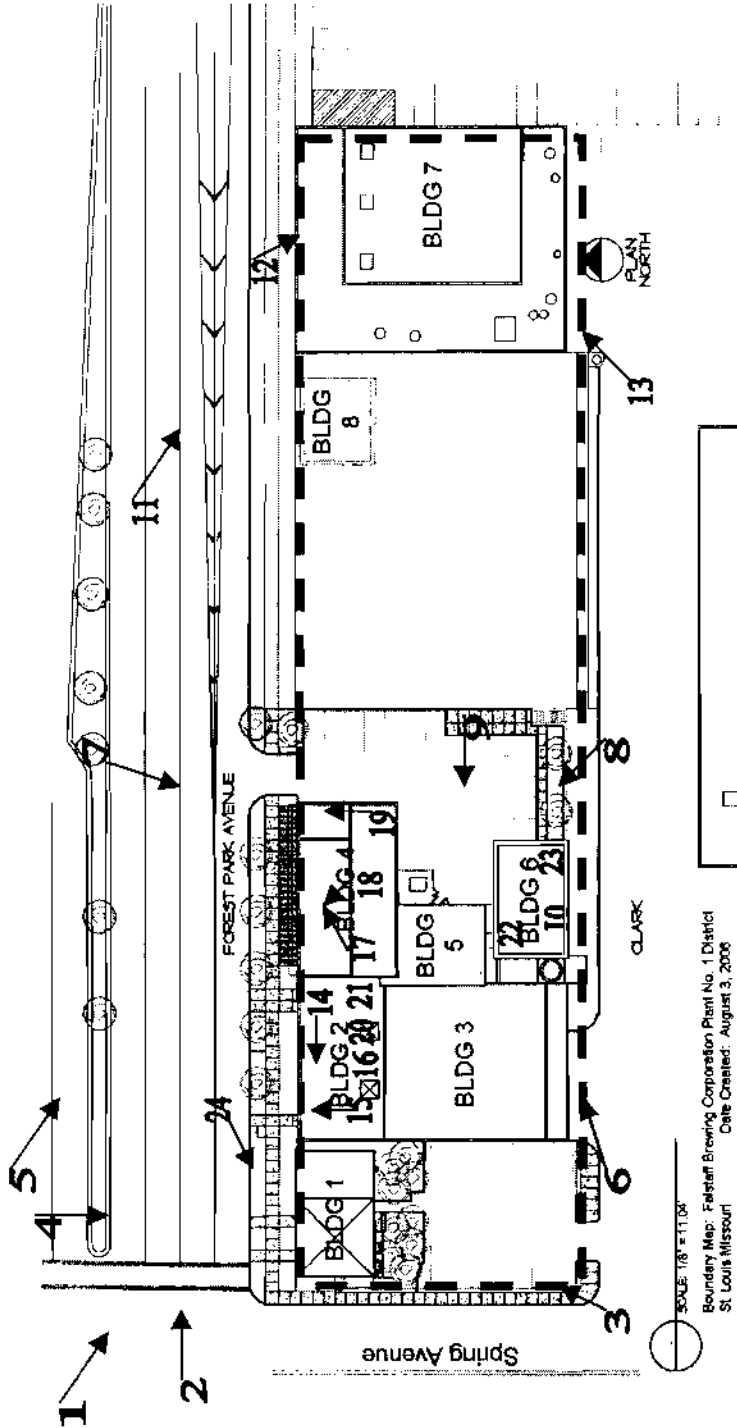 1
2
3
4
5
6
7
8
9
11
12
13
24
FOREST PARK AVENUE
Spring Avenue
CLARK
BLDG 1
BLDG 2
14
15
16
20
21
BLDG 3
BLDG 4
17
18
19
BLDG
5
BLDG 6
22
10
23
BLDG 7
BLDG
8
PLAN
NORTH
SCALE: 1/8" = 11.04'
Boundary Map: Falstaff Brewing Corporation Plant No. 1 District
St. Louis Missouri Date Created: August 3, 2006